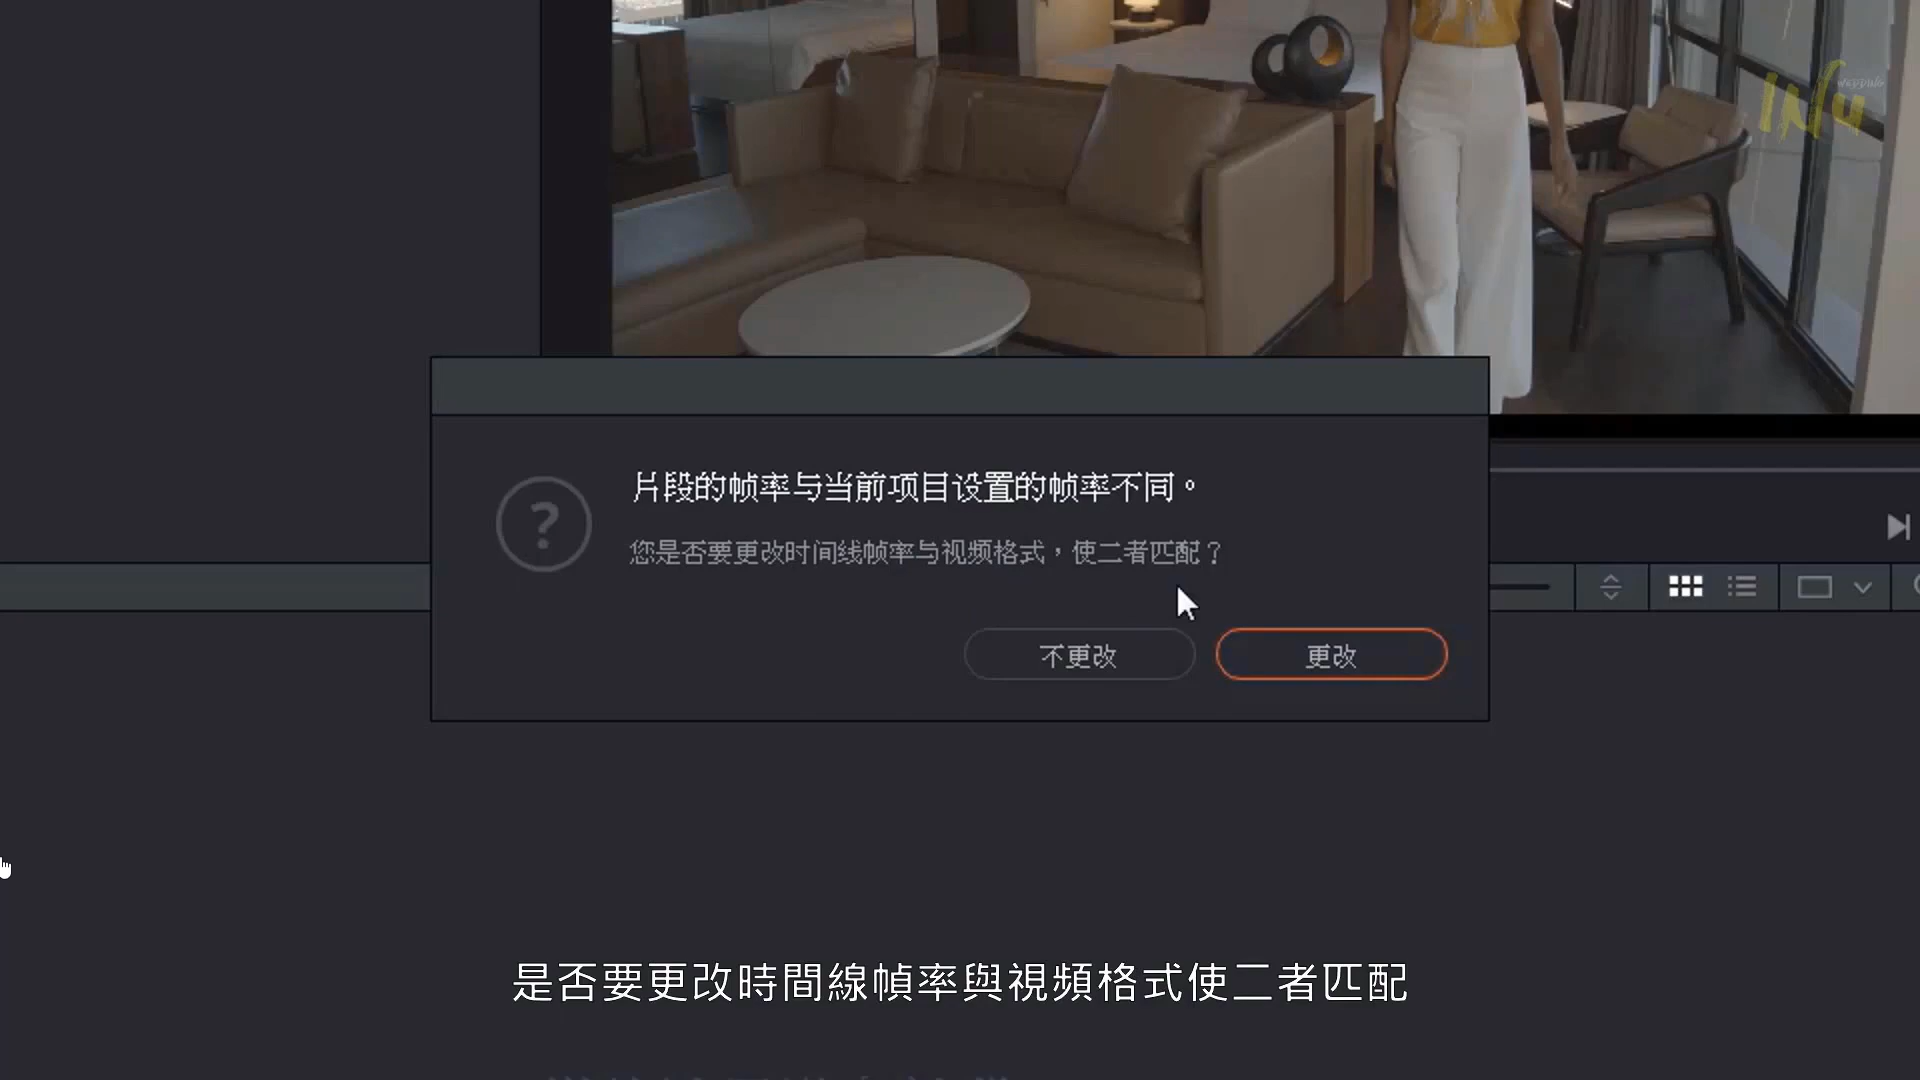 片段的帧率与当前项目设置的帧率不同。
您是否要更改时间线帧率与视频格式，使二者匹配？
不更改
更改
是否要更改時間線幀率與視頻格式使二者匹配